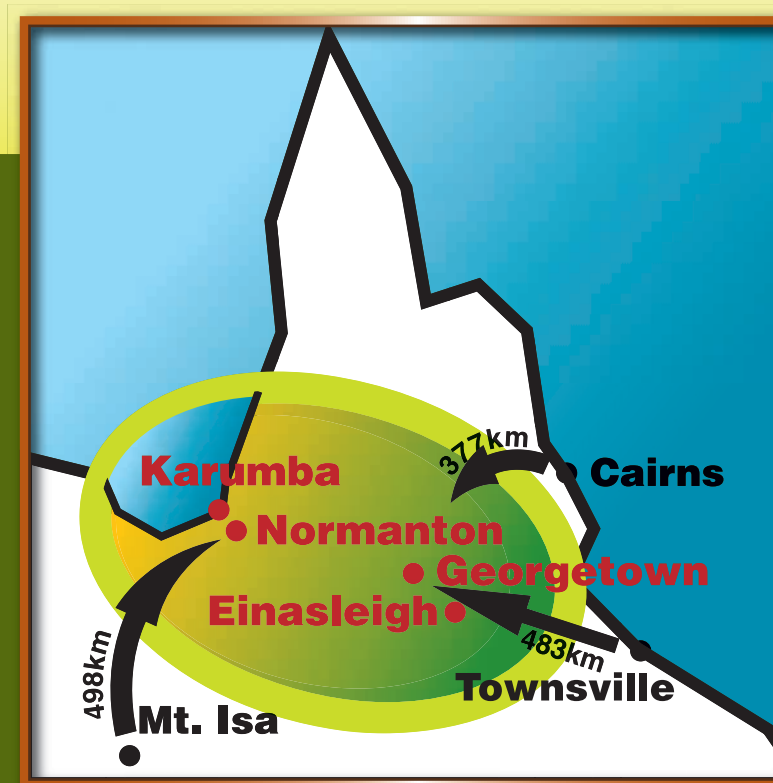 377km
Cairns
Karumba
Normanton
Georgetown
Einasleigh
483km
Townsville
498km
Mt. Isa